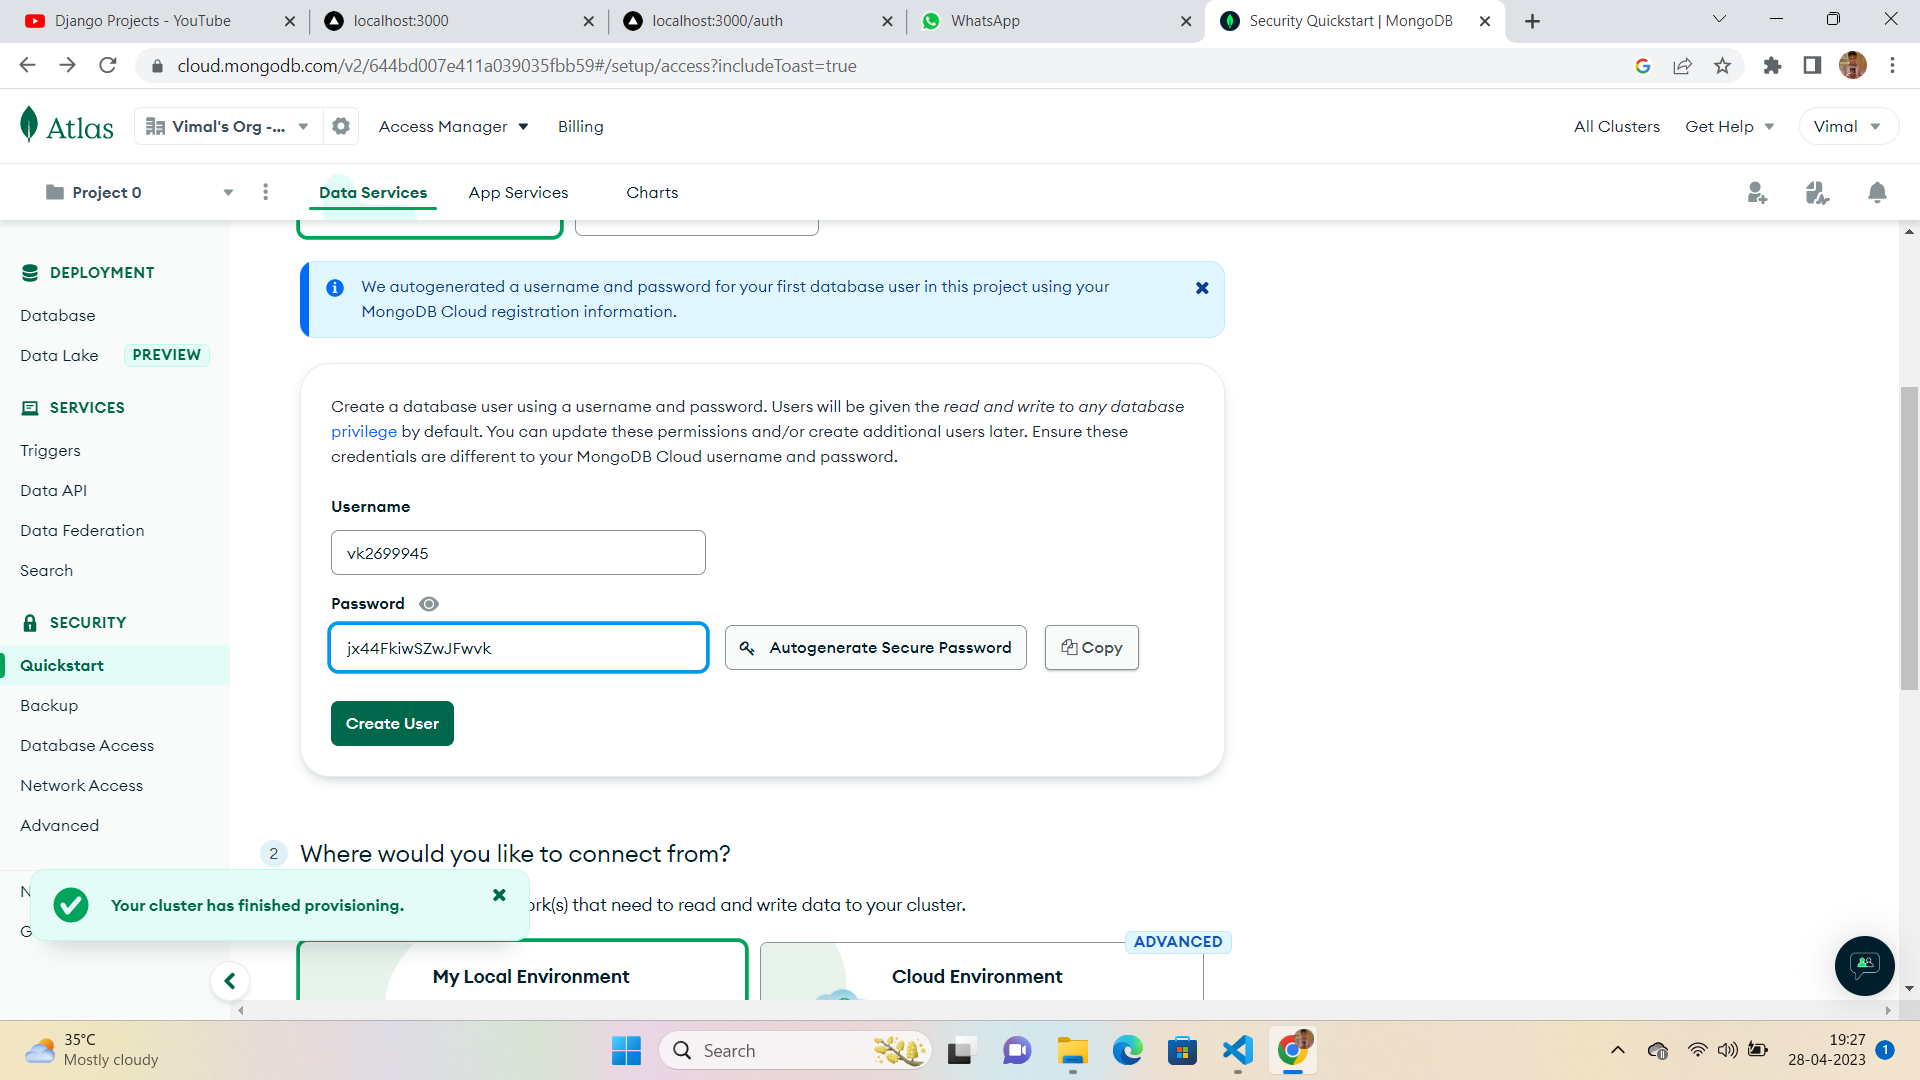 Django Projects - YouTube
localhost:3000
localhost:3000/auth
WhatsApp
Security Quickstart | MongoDB
cloud.mongodb.com/v2/644bd007e411a039035fbb59#/setup/access?includeToast=true
Atlas
Vimal's Org -...
Access Manager
Billing
All Clusters
Get Help
Vimal
Project 0
Data Services
App Services
Charts
DEPLOYMENT
Database
Data Lake
PREVIEW
SERVICES
Triggers
Data API
Data Federation
Search
SECURITY
Quickstart
Backup
Database Access
Network Access
Advanced
N
G
We autogenerated a username and password for your first database user in this project using your
MongoDB Cloud registration information.
Create a database user using a username and password. Users will be given the read and write to any database
privilege by default. You can update these permissions and/or create additional users later. Ensure these
credentials are different to your MongoDB Cloud username and password.
Username
vk2699945
Password
jx44FkiwSZwJFwvk
Autogenerate Secure Password
Copy
Create User
2
Where would you like to connect from?
Your cluster has finished provisioning.
ork(s) that need to read and write data to your cluster.
ADVANCED
My Local Environment
Cloud Environment
35°C
Mostly cloudy
Search
19:27
28-04-2023
1